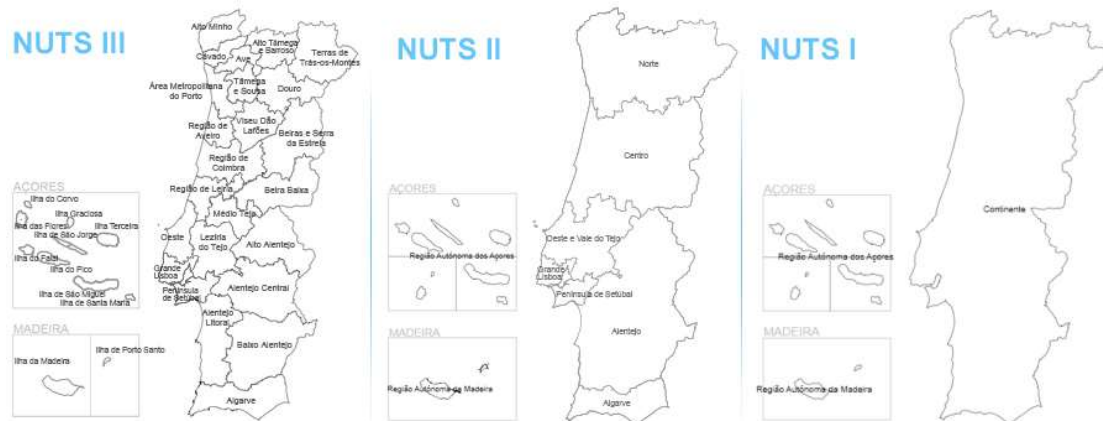 NUTS III
Alto Minho
Alto Tâmega
e Barroso
Terras de
Trás-os-Montes
Cávado
Ave
Área Metropolitana
do Porto
Tâmega
e Sousa
Douro
Região de
Aveiro
Viseu Dão
Lafões
Beiras e Serra
da Estrela
Região de
Coimbra
Região de Leiria
Beira Baixa
Médio Tejo
Oeste
Lezíria
do Tejo
Alto Alentejo
Grande
Lisboa
Península
de Setúbal
Alentejo Central
Alentejo
Litoral
Baixo Alentejo
Algarve
AÇORES
Ilha do Corvo
Ilha Graciosa
Ilha das Flores
Ilha Terceira
Ilha de São Jorge
Ilha do Faial
Ilha do Pico
Ilha de São Miguel
Ilha de Santa Maria
MADEIRA
Ilha de Porto Santo
Ilha da Madeira
NUTS II
Norte
Centro
Oeste e Vale do Tejo
Grande
Lisboa
Península de Setúbal
Alentejo
Algarve
AÇORES
Região Autónoma dos Açores
MADEIRA
Região Autónoma da Madeira
NUTS I
Continente
AÇORES
Região Autónoma dos Açores
MADEIRA
Região Autónoma da Madeira